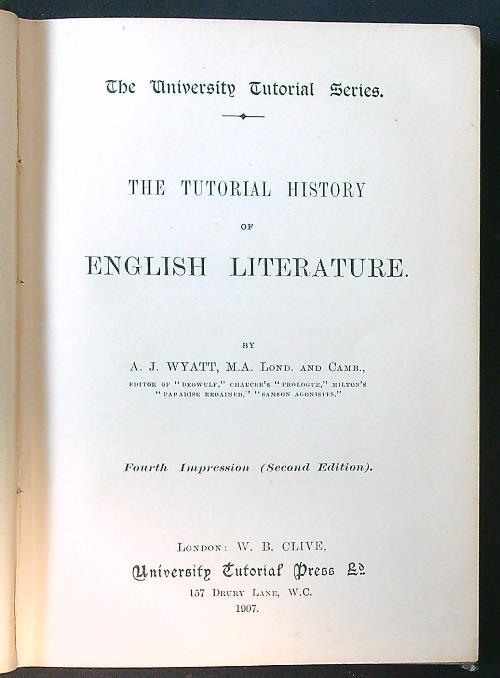 The University Tutorial Series.
THE TUTORIAL HISTORY
OF
ENGLISH LITERATURE.
BY
A. J. WYATT, M.A. LOND. AND CAMB.,
EDITOR OF "BEOWULF," CHAUCER'S "PROLOGUE," MILTON'S
"PARADISE REGAINED," "SAMSON AGONISTES."
Fourth Impression (Second Edition).
LONDON: W. B. CLIVE,
University Tutorial Press Ld.
157 DRURY LANE, W.C.
1907.